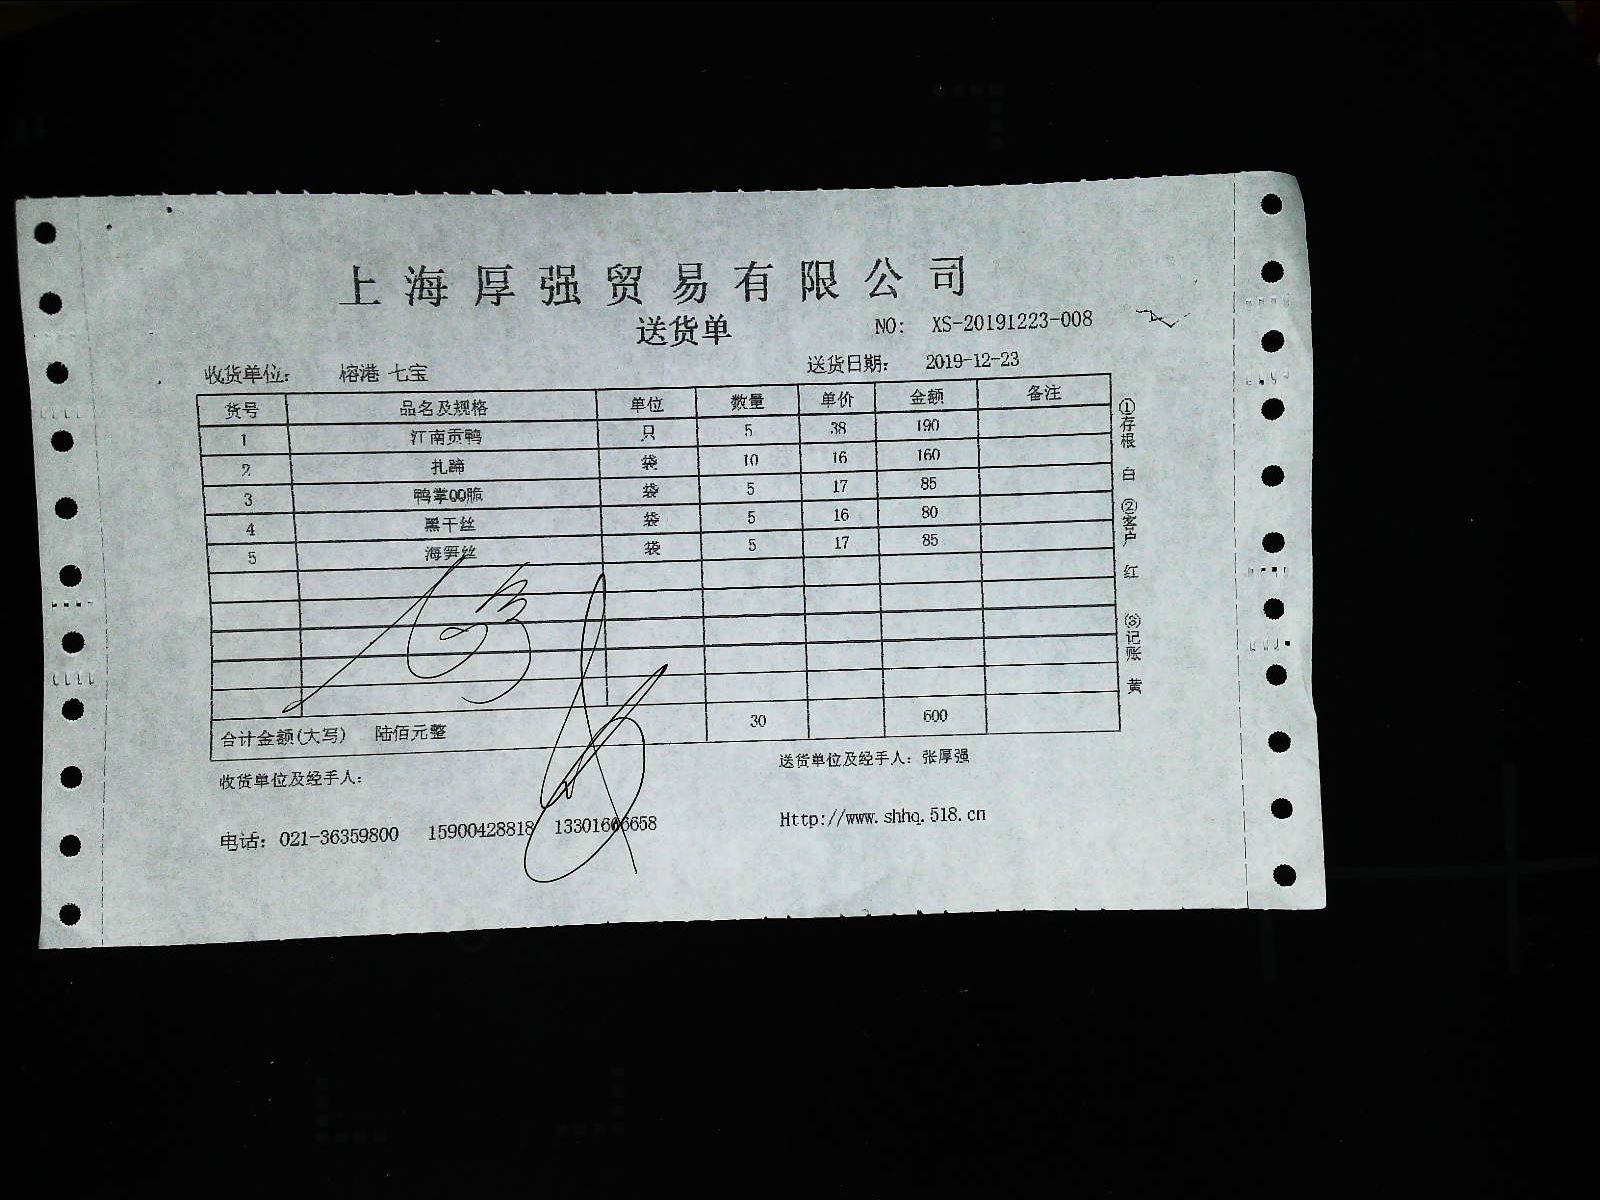 上海厚强贸易有限公司
送货单
NO: XS-20191223-008
收货单位: 榕港 七宝
送货日期: 2019-12-23
货号 品名及规格 单位 数量 单价 金额 备注
1 江南贡鸭 只 5 38 190
2 扎蹄 袋 10 16 160
3 鸭掌QQ脆 袋 5 17 85
4 黑干丝 袋 5 16 80
5 海笋丝 袋 5 17 85
合计金额(大写) 陆佰元整 30 600
①存根 白 ②客户 红 ③记账 黄
收货单位及经手人:
送货单位及经手人: 张厚强
电话: 021-36359800 15900428818 13301666658
Http://www.shhq.518.cn